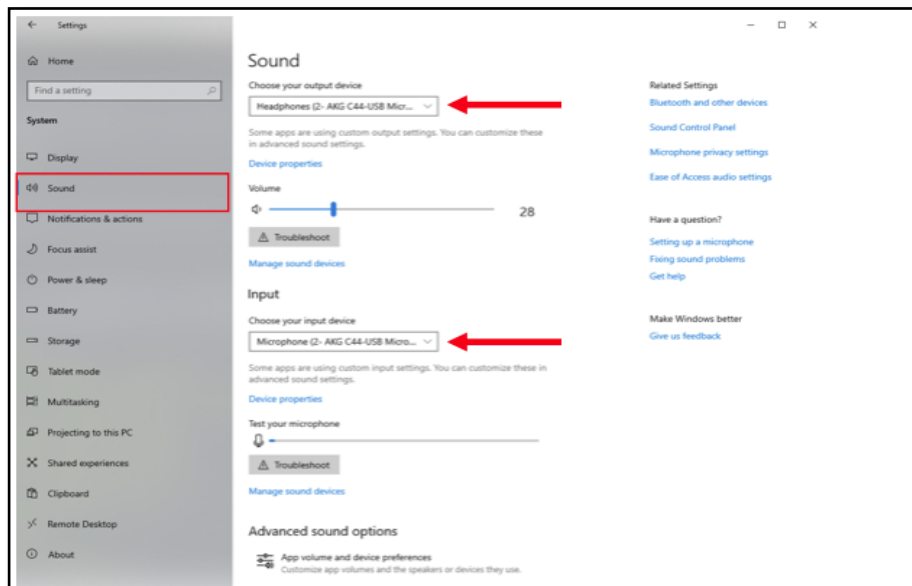 Settings
Home
Find a setting
System
Display
Sound
Notifications & actions
Focus assist
Power & sleep
Battery
Storage
Tablet mode
Multitasking
Projecting to this PC
Shared experiences
Clipboard
Remote Desktop
About
Sound
Choose your output device
Headphones (2- AKG C44-USB Micr...
Some apps are using custom output settings. You can customize these
in advanced sound settings.
Device properties
Volume
28
Troubleshoot
Manage sound devices
Input
Choose your input device
Microphone (2- AKG C44-USB Micro...
Some apps are using custom input settings. You can customize these in
advanced sound settings.
Device properties
Test your microphone
Troubleshoot
Manage sound devices
Advanced sound options
App volume and device preferences
Customize app volumes and the speakers or devices they use.
Related Settings
Bluetooth and other devices
Sound Control Panel
Microphone privacy settings
Ease of Access audio settings
Have a question?
Setting up a microphone
Fixing sound problems
Get help
Make Windows better
Give us feedback